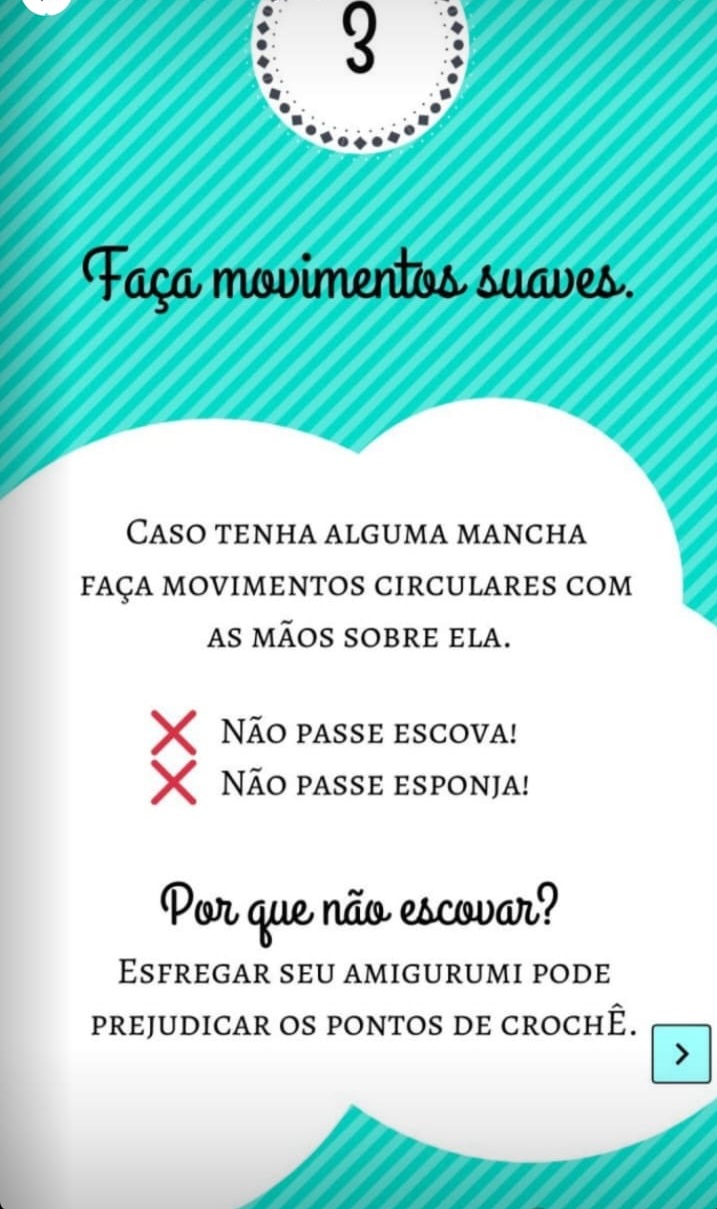 3
Faça movimentos suaves.
Caso tenha alguma mancha
faça movimentos circulares com
as mãos sobre ela.
Não passe escova!
Não passe esponja!
Por que não escovar?
Esfregar seu amigurumi pode
prejudicar os pontos de crochê.